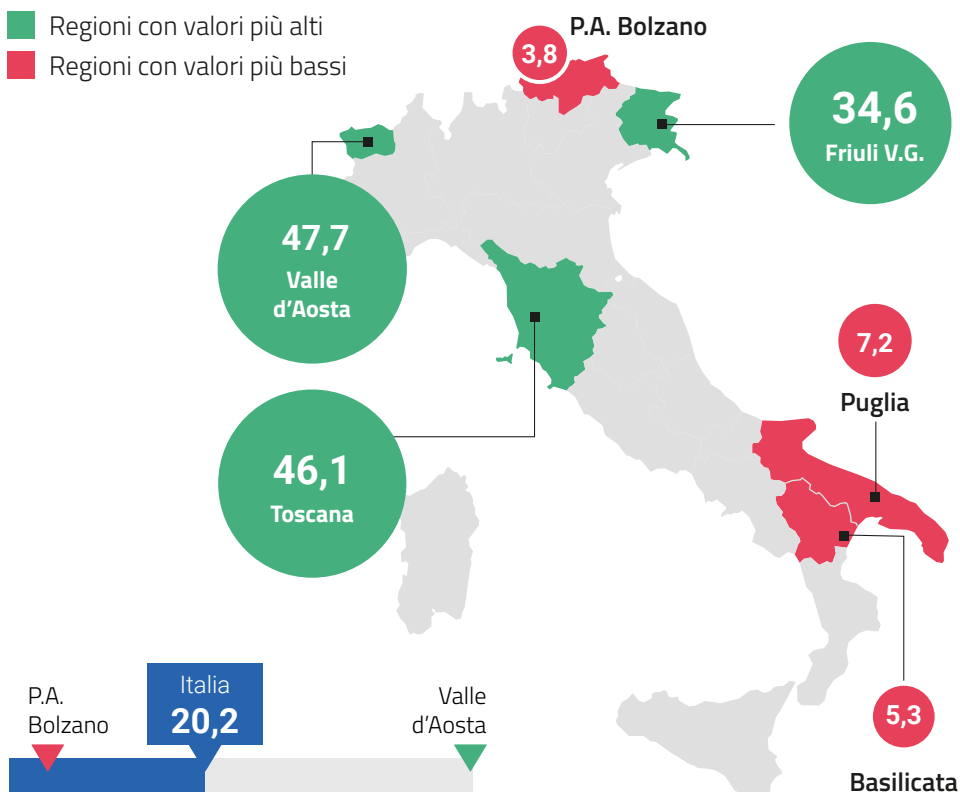 Regioni con valori più alti
Regioni con valori più bassi
P.A. Bolzano
3,8
34,6
Friuli V.G.
47,7
Valle
d'Aosta
7,2
Puglia
46,1
Toscana
5,3
Basilicata
P.A.
Bolzano
Italia
20,2
Valle
d'Aosta